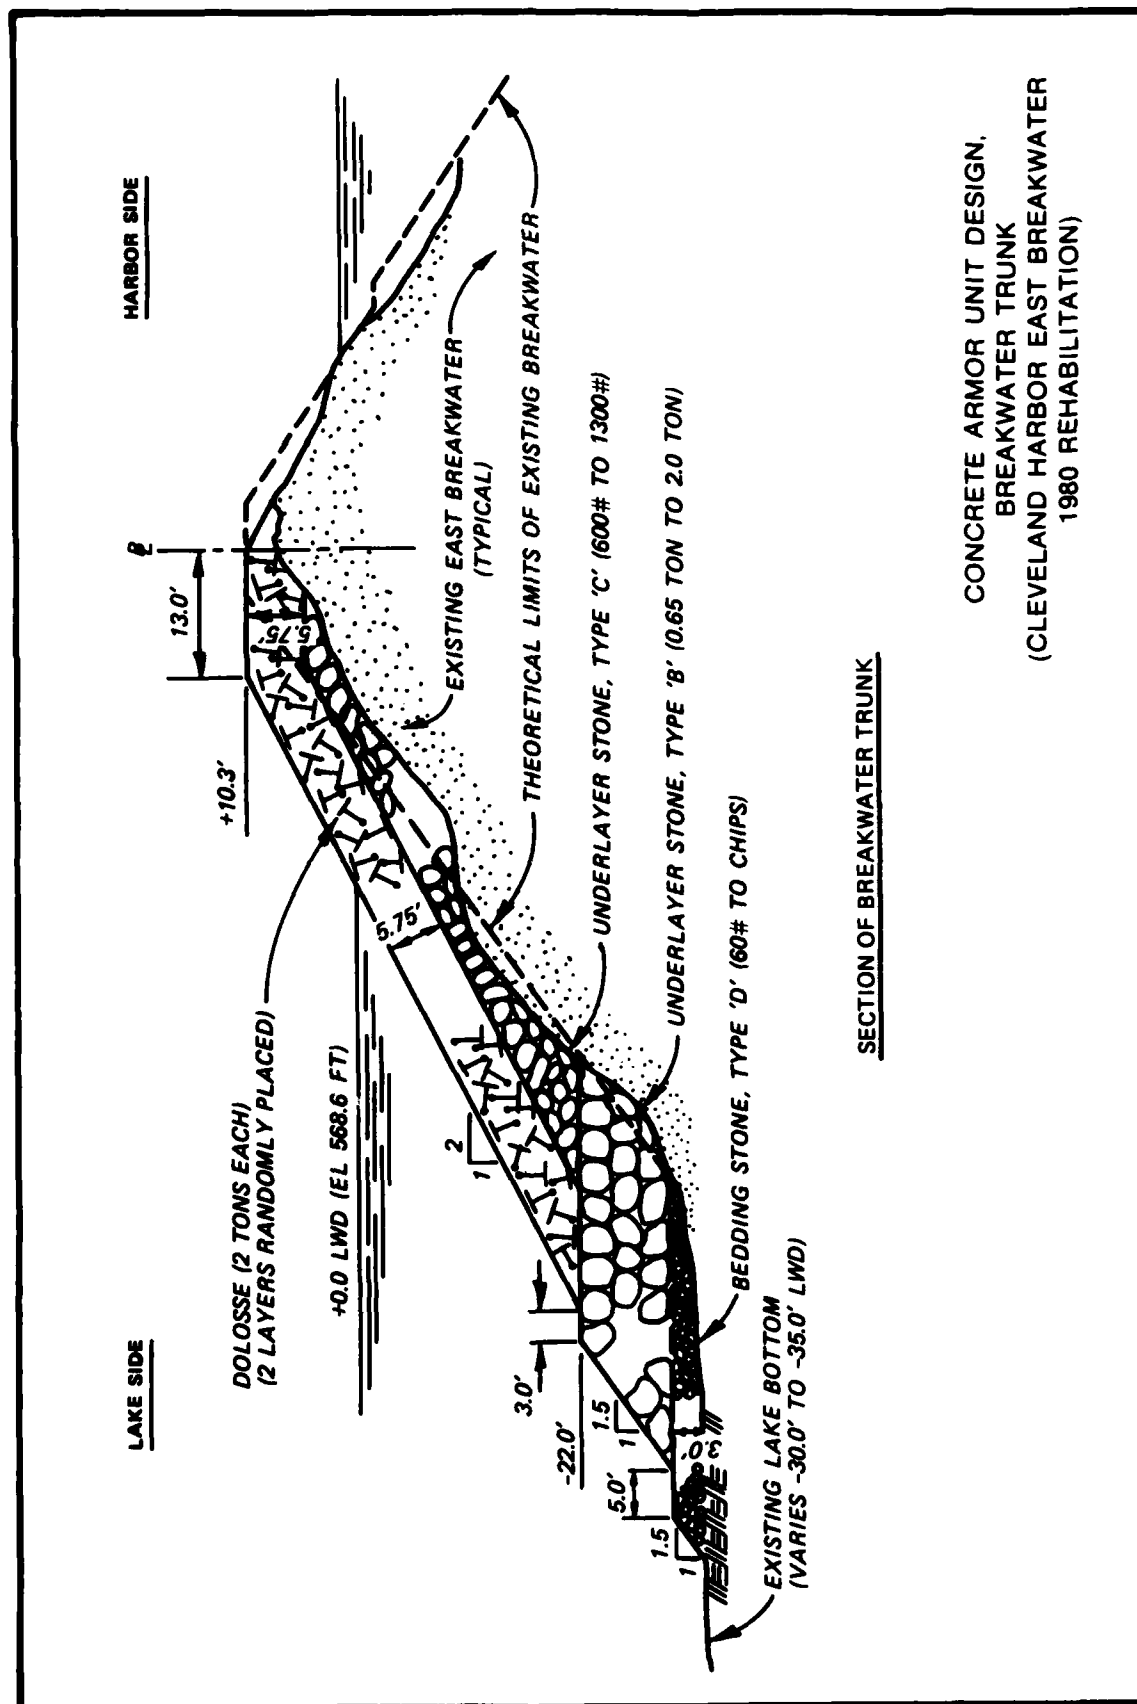 LAKE SIDE
HARBOR SIDE
DOLOSSE (2 TONS EACH)
(2 LAYERS RANDOMLY PLACED)
+10.3'
13.0'
5.75'
+0.0 LWD (EL 568.6 FT)
5.75'
2
1
3.0'
-22.0'
1.5
1
5.0'
3.0'
1.5
1
EXISTING EAST BREAKWATER
(TYPICAL)
THEORETICAL LIMITS OF EXISTING BREAKWATER
UNDERLAYER STONE, TYPE 'C' (600# TO 1300#)
UNDERLAYER STONE, TYPE 'B' (0.65 TON TO 2.0 TON)
BEDDING STONE, TYPE 'D' (60# TO CHIPS)
EXISTING LAKE BOTTOM
(VARIES -30.0' TO -35.0' LWD)
SECTION OF BREAKWATER TRUNK
CONCRETE ARMOR UNIT DESIGN,
BREAKWATER TRUNK
(CLEVELAND HARBOR EAST BREAKWATER
1980 REHABILITATION)